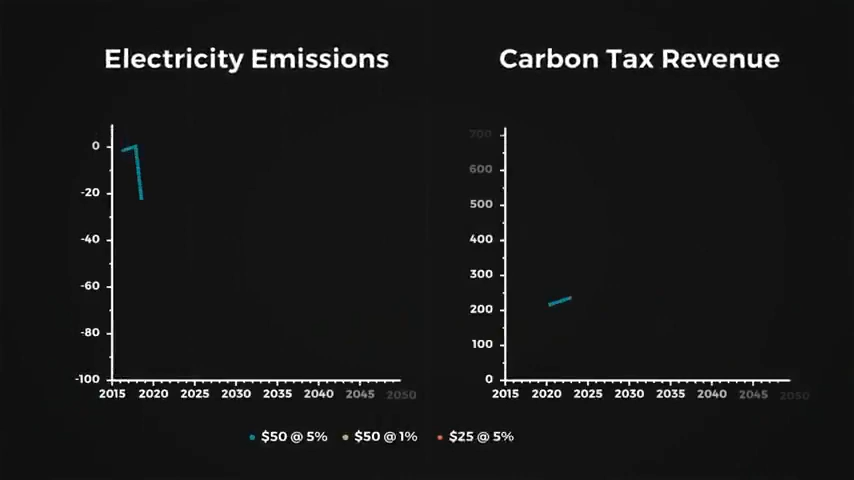 Electricity Emissions
Carbon Tax Revenue
0
-20
-40
-60
-80
-100
2015 2020 2025 2030 2035 2040 2045 2050
700
600
500
400
300
200
100
0
2015 2020 2025 2030 2035 2040 2045 2050
$50 @ 5% $50 @ 1% $25 @ 5%